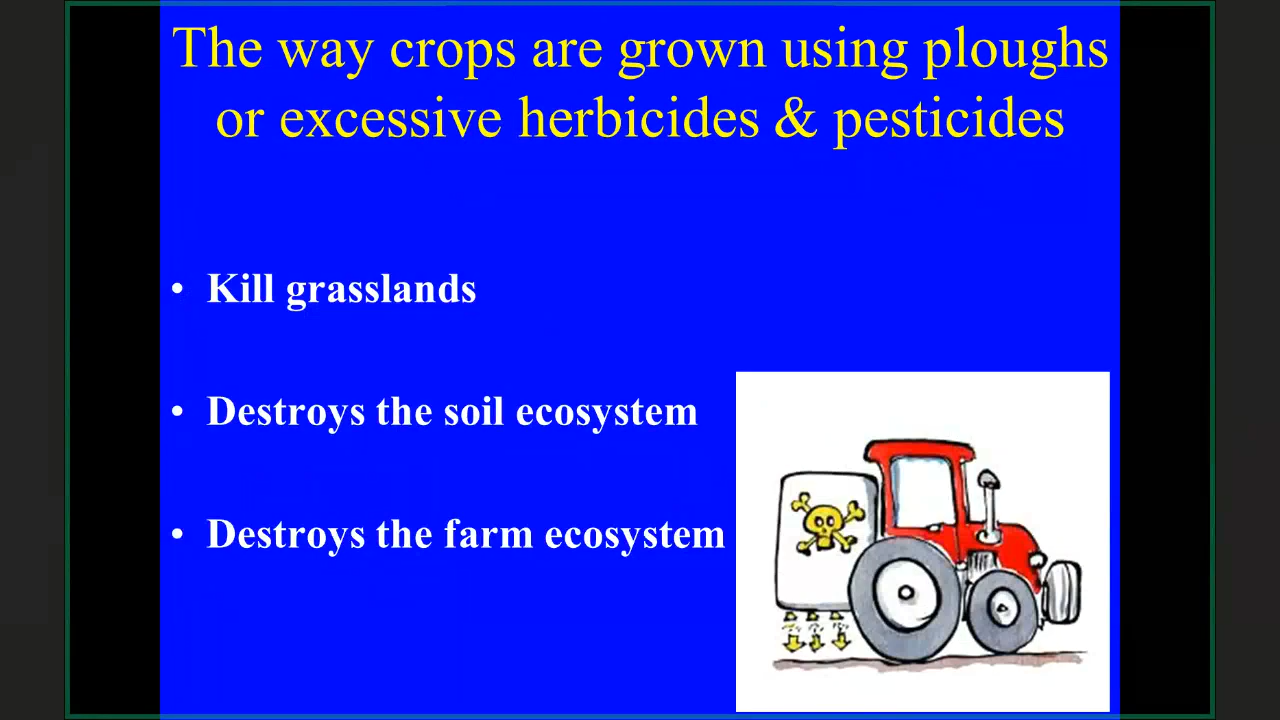 The way crops are grown using ploughs
or excessive herbicides & pesticides
• Kill grasslands
• Destroys the soil ecosystem
• Destroys the farm ecosystem